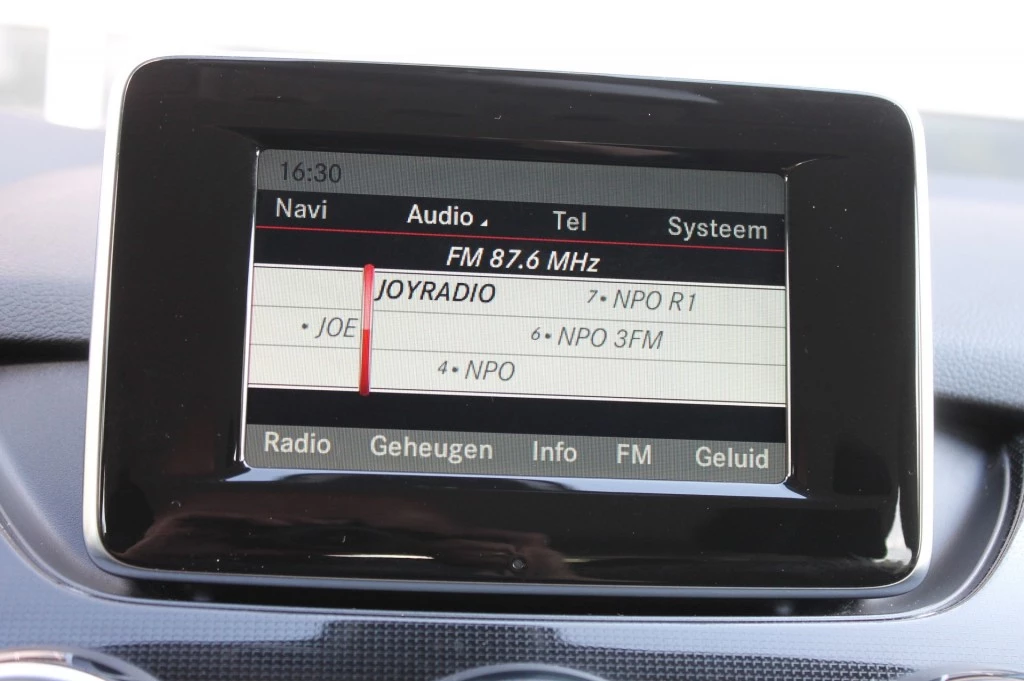 16:30
Navi Audio Tel Systeem
FM 87.6 MHz
JOYRADIO 7• NPO R1
• JOE 6• NPO 3FM
4• NPO
Radio Geheugen Info FM Geluid